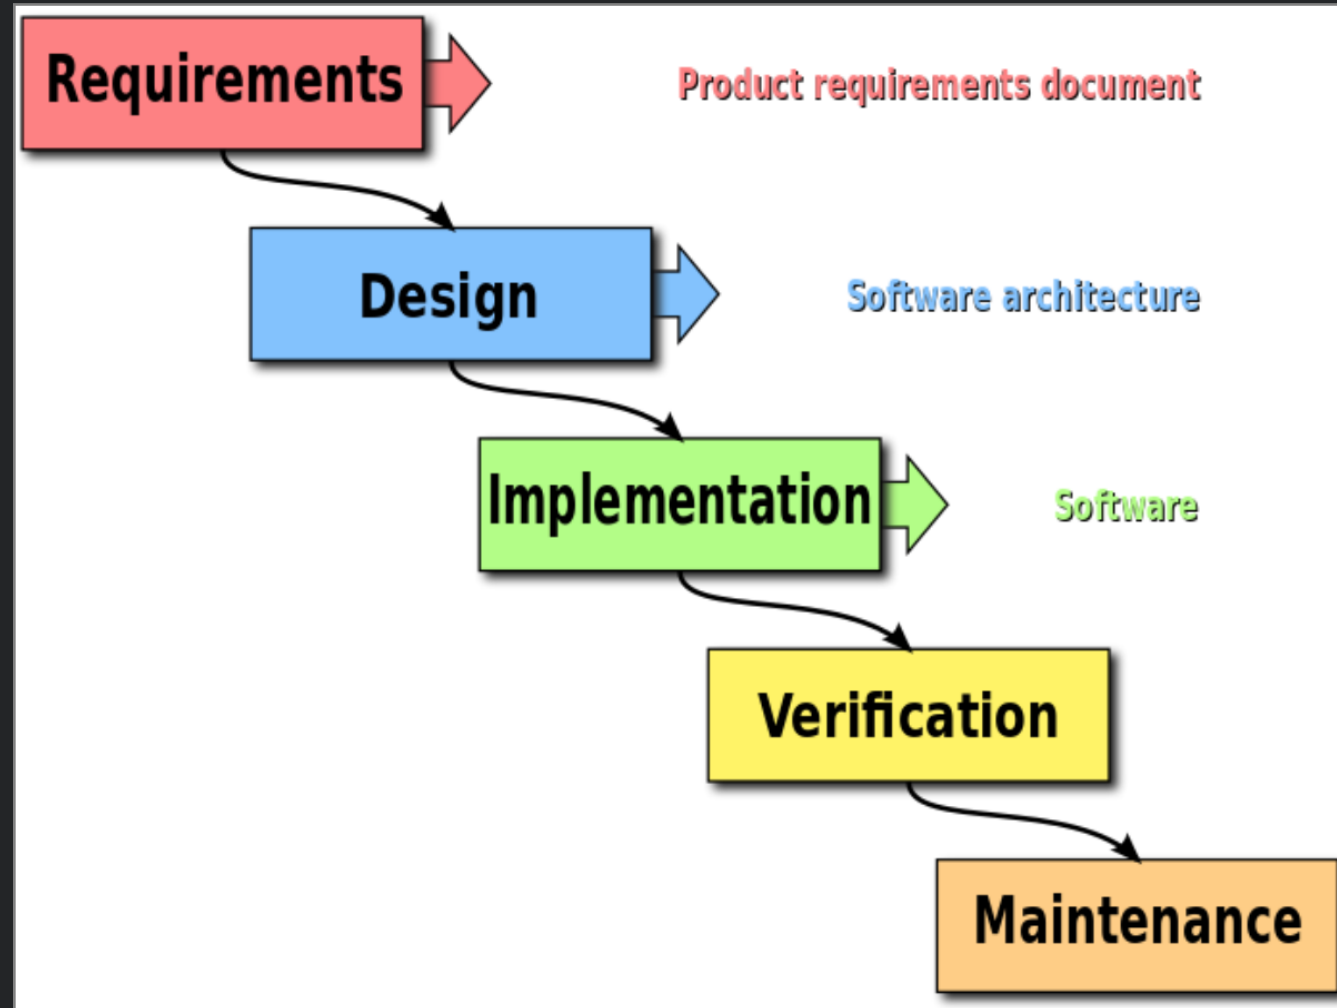 Requirements
Product requirements document
Design
Software architecture
Implementation
Software
Verification
Maintenance